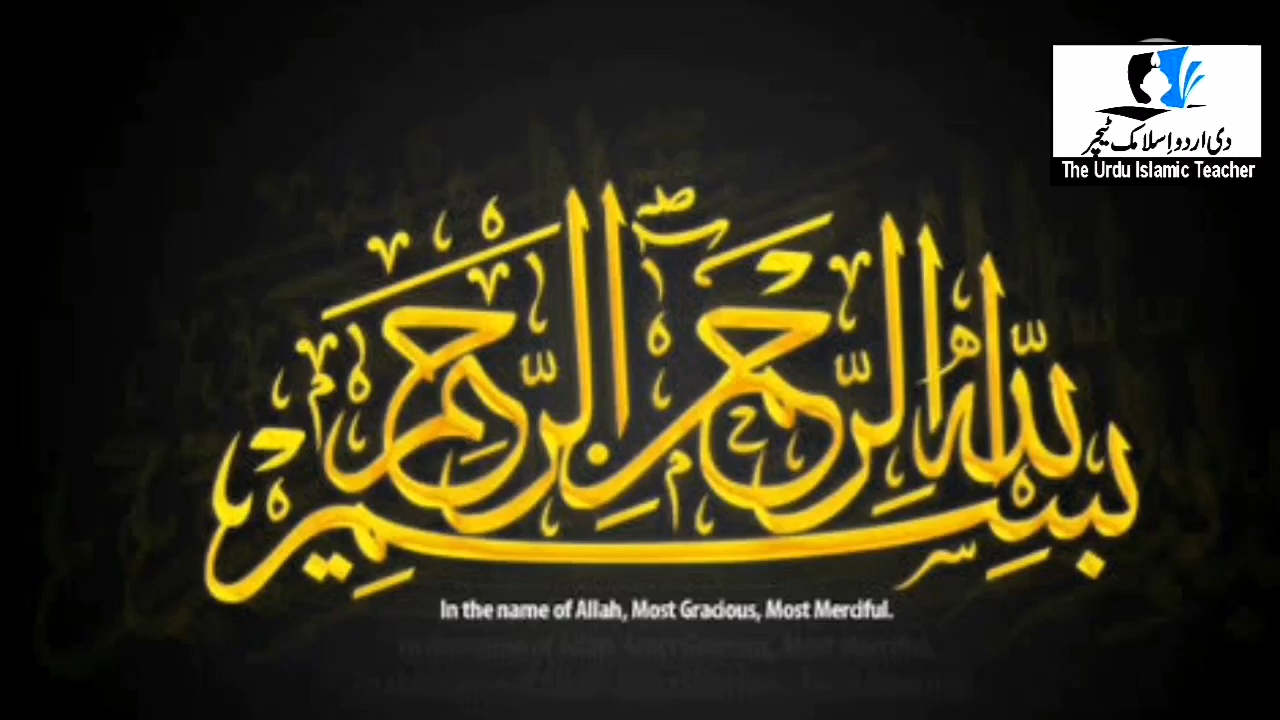 دی اردو اسلامک ٹیچر
The Urdu Islamic Teacher
بسم الله الرحمن الرحيم
In the name of Allah, Most Gracious, Most Merciful.